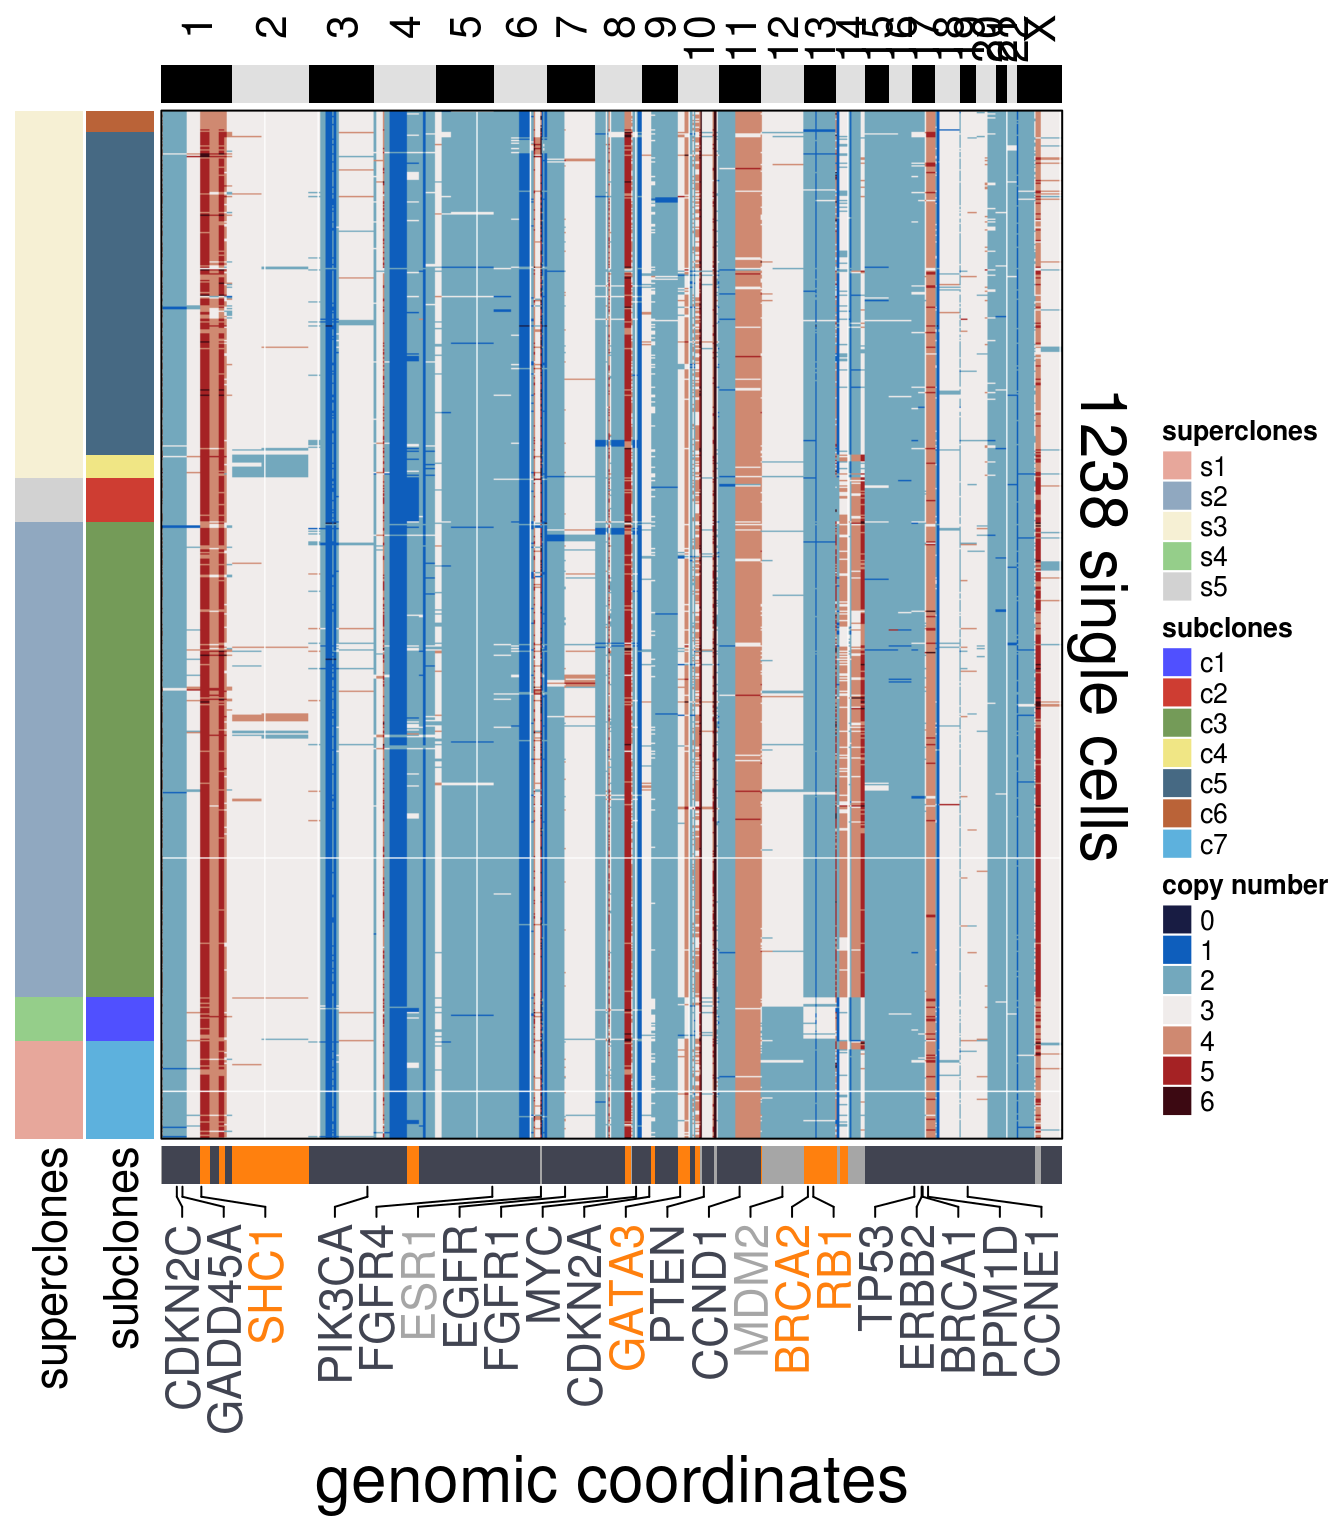 1 2 3 4 5 6 7 8 9 10 11 12 13 14 15 16 17 18 19 20 21 22 X
1238 single cells
superclones
s1
s2
s3
s4
s5
subclones
c1
c2
c3
c4
c5
c6
c7
copy number
0
1
2
3
4
5
6
superclones
subclones
CDKN2C
GADD45A
SHC1
PIK3CA
FGFR4
ESR1
EGFR
FGFR1
MYC
CDKN2A
GATA3
PTEN
CCND1
MDM2
BRCA2
RB1
TP53
ERBB2
BRCA1
PPM1D
CCNE1
genomic coordinates